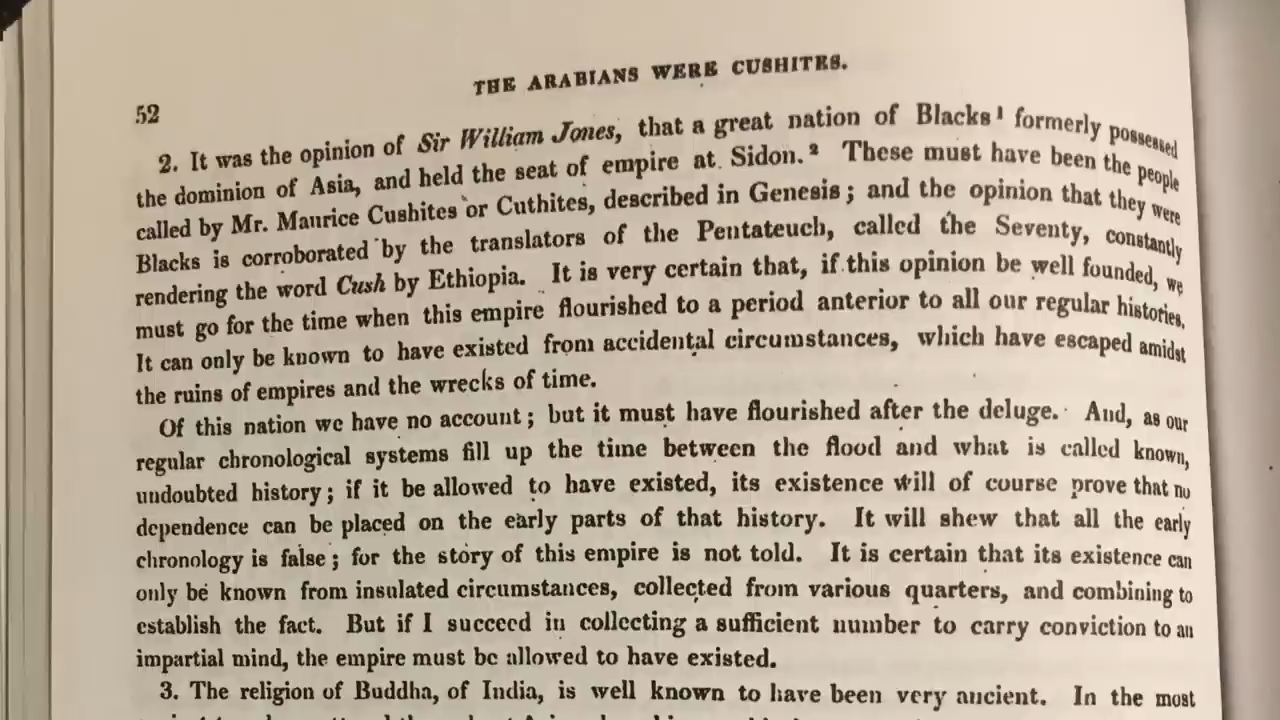 THE ARABIANS WERE CUSHITES.
52
2. It was the opinion of Sir William Jones, that a great nation of Blacks¹ formerly possessed
the dominion of Asia, and held the seat of empire at Sidon.² These must have been the people
called by Mr. Maurice Cushites or Cuthites, described in Genesis; and the opinion that they were
Blacks is corroborated by the translators of the Pentateuch, called the Seventy, constantly
rendering the word Cush by Ethiopia. It is very certain that, if this opinion be well founded, we
must go for the time when this empire flourished to a period anterior to all our regular histories.
It can only be known to have existed from accidental circumstances, which have escaped amidst
the ruins of empires and the wrecks of time.
Of this nation we have no account; but it must have flourished after the deluge. And, as our
regular chronological systems fill up the time between the flood and what is called known,
undoubted history; if it be allowed to have existed, its existence will of course prove that no
dependence can be placed on the early parts of that history. It will shew that all the early
chronology is false; for the story of this empire is not told. It is certain that its existence can
only be known from insulated circumstances, collected from various quarters, and combining to
establish the fact. But if I succeed in collecting a sufficient number to carry conviction to an
impartial mind, the empire must be allowed to have existed.
3. The religion of Buddha, of India, is well known to have been very ancient. In the most